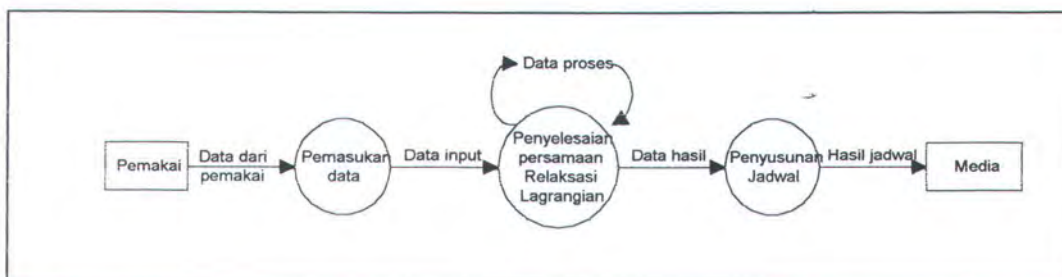 Data proses
Pemakai
Data dari
pemakai
Pemasukan
data
Data input
Penyelesaian
persamaan
Relaksasi
Lagrangian
Data hasil
Penyusunan
Jadwal
Hasil jadwal
Media